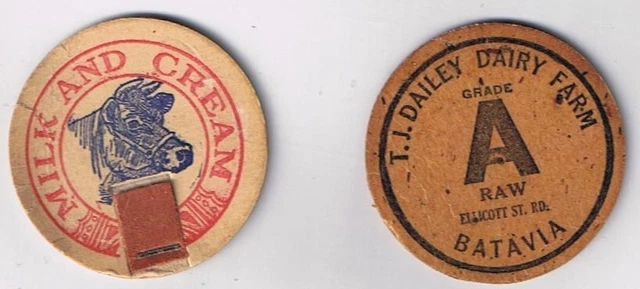 MILK AND CREAM
T.J. DAILEY DAIRY FARM
GRADE
A
RAW
ELLICOTT ST. RD.
BATAVIA